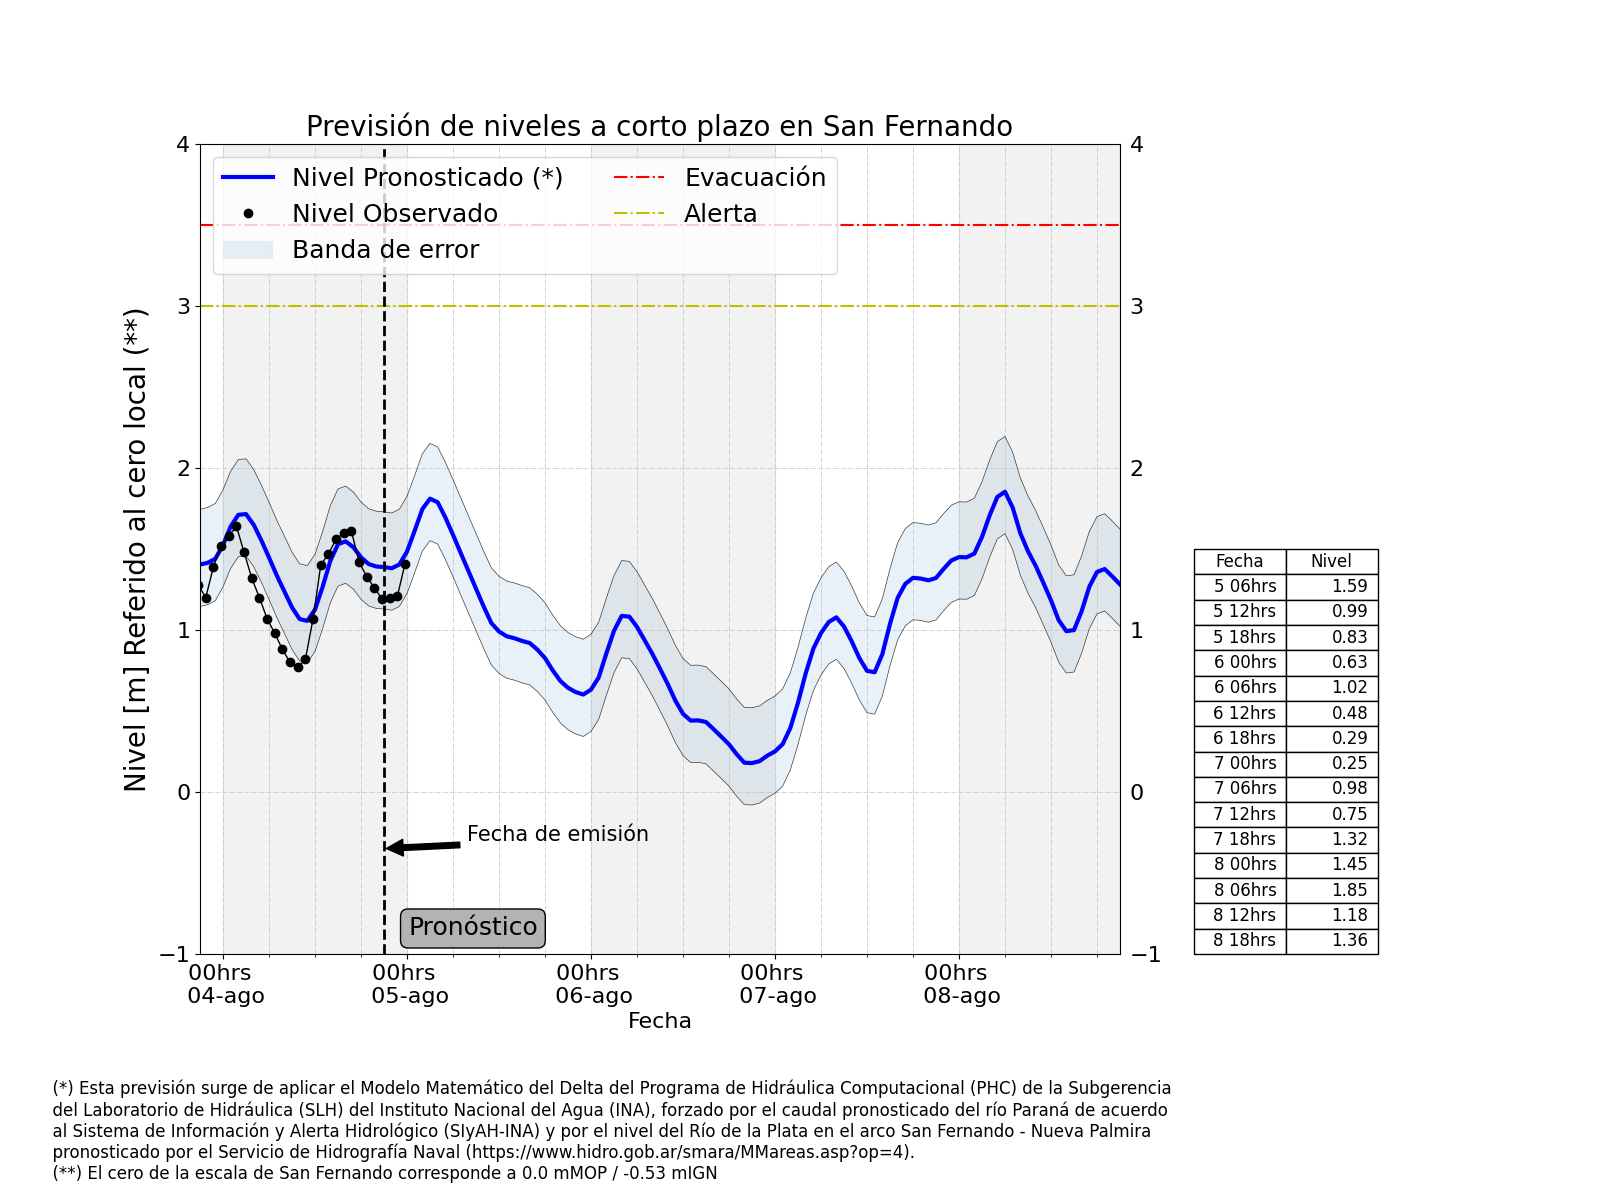 Previsión de niveles a corto plazo en San Fernando
Nivel Pronosticado (*)
Nivel Observado
Banda de error
Evacuación
Alerta
Nivel [m] Referido al cero local (**)
4
3
2
1
0
−1
4
3
2
1
0
−1
Fecha de emisión
Pronóstico
00hrs
04-ago
00hrs
05-ago
00hrs
06-ago
00hrs
07-ago
00hrs
08-ago
Fecha
Fecha Nivel
5 06hrs 1.59
5 12hrs 0.99
5 18hrs 0.83
6 00hrs 0.63
6 06hrs 1.02
6 12hrs 0.48
6 18hrs 0.29
7 00hrs 0.25
7 06hrs 0.98
7 12hrs 0.75
7 18hrs 1.32
8 00hrs 1.45
8 06hrs 1.85
8 12hrs 1.18
8 18hrs 1.36
(*) Esta previsión surge de aplicar el Modelo Matemático del Delta del Programa de Hidráulica Computacional (PHC) de la Subgerencia
del Laboratorio de Hidráulica (SLH) del Instituto Nacional del Agua (INA), forzado por el caudal pronosticado del río Paraná de acuerdo
al Sistema de Información y Alerta Hidrológico (SIyAH-INA) y por el nivel del Río de la Plata en el arco San Fernando - Nueva Palmira
pronosticado por el Servicio de Hidrografía Naval (https://www.hidro.gob.ar/smara/MMareas.asp?op=4).
(**) El cero de la escala de San Fernando corresponde a 0.0 mMOP / -0.53 mIGN